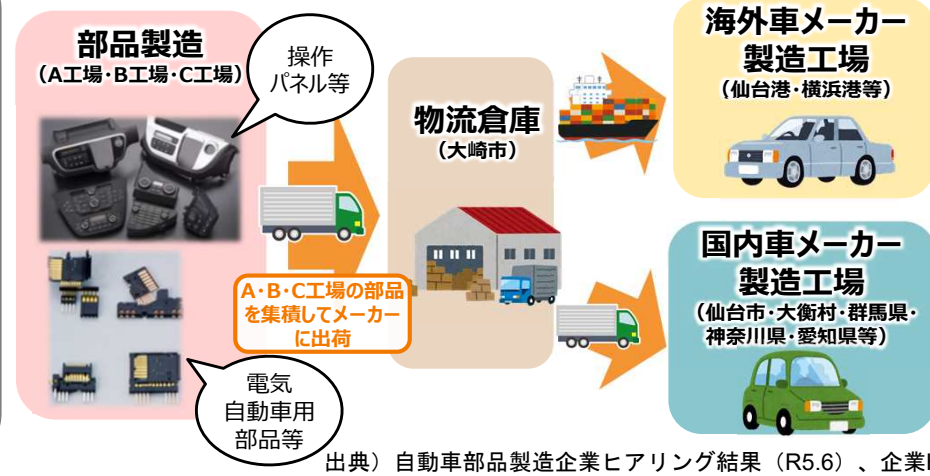 部品製造
（A工場･B工場･C工場）
操作
パネル等
電気
自動車用
部品等
A･B･C工場の部品
を集積してメーカー
に出荷
物流倉庫
（大崎市）
海外車メーカー
製造工場
（仙台港･横浜港等）
国内車メーカー
製造工場
（仙台市･大衡村･群馬県･
神奈川県･愛知県等）
出典）自動車部品製造企業ヒアリング結果（R5.6）、企業